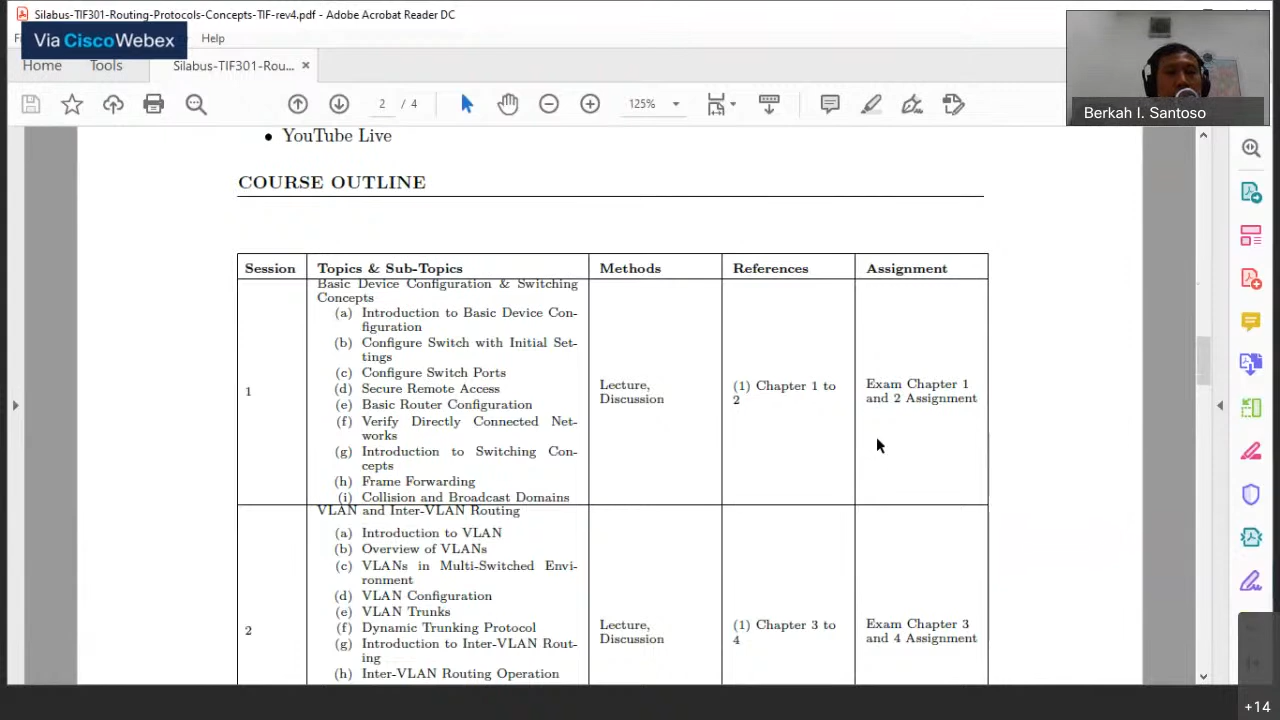 Silabus-TIF301-Routing-Protocols-Concepts-TIF-rev4.pdf - Adobe Acrobat Reader DC
Via Cisco Webex
Help
Home Tools Silabus-TIF301-Rou... ×
2 / 4 125%
Berkah I. Santoso
• YouTube Live
COURSE OUTLINE
Session Topics & Sub-Topics Methods References Assignment
Basic Device Configuration & Switching
Concepts
(a) Introduction to Basic Device Con-
figuration
(b) Configure Switch with Initial Set-
tings
(c) Configure Switch Ports
(d) Secure Remote Access
(e) Basic Router Configuration
(f) Verify Directly Connected Net-
works
(g) Introduction to Switching Con-
cepts
(h) Frame Forwarding
(i) Collision and Broadcast Domains
1
Lecture,
Discussion
(1) Chapter 1 to
2
Exam Chapter 1
and 2 Assignment
VLAN and Inter-VLAN Routing
(a) Introduction to VLAN
(b) Overview of VLANs
(c) VLANs in Multi-Switched Envi-
ronment
(d) VLAN Configuration
(e) VLAN Trunks
(f) Dynamic Trunking Protocol
(g) Introduction to Inter-VLAN Rout-
ing
(h) Inter-VLAN Routing Operation
2
Lecture,
Discussion
(1) Chapter 3 to
4
Exam Chapter 3
and 4 Assignment
+14